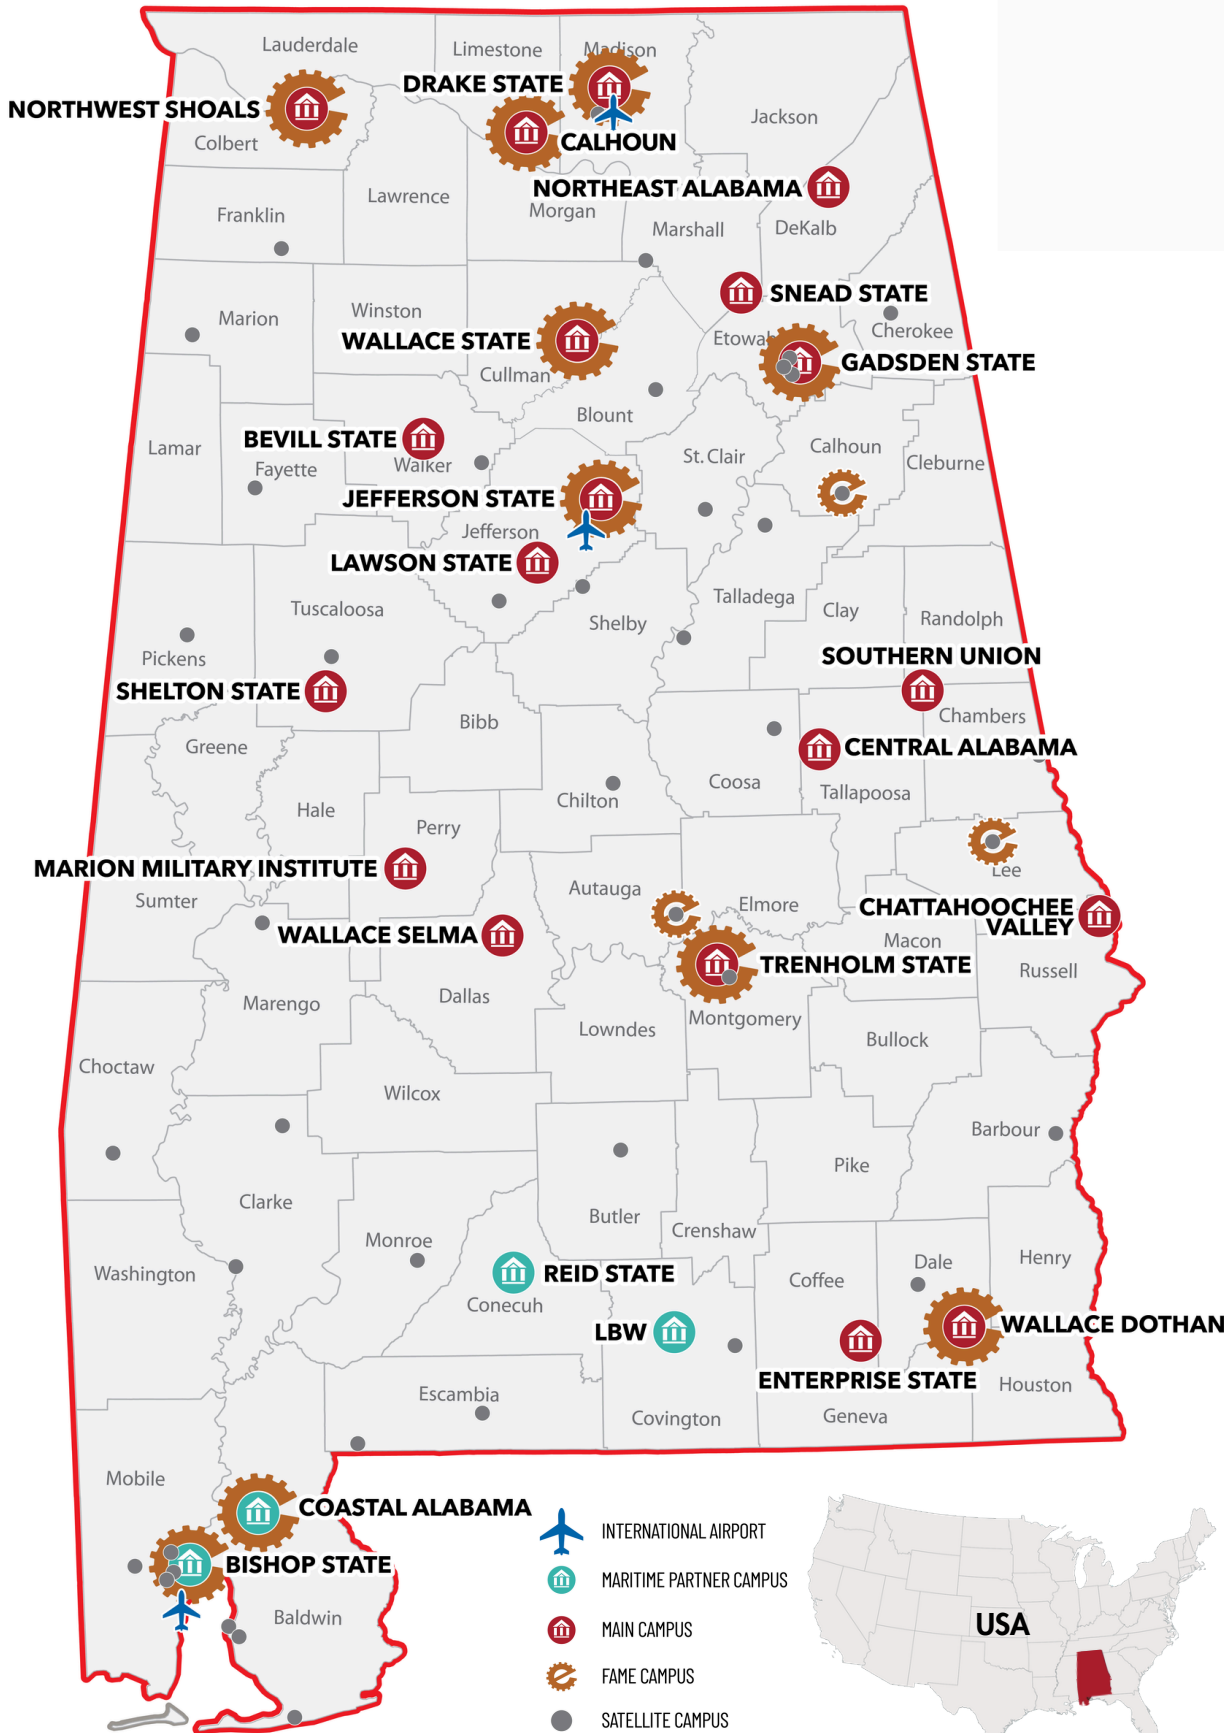 Lauderdale
Limestone
Madison
DRAKE STATE
NORTHWEST SHOALS
Colbert
CALHOUN
Jackson
NORTHEAST ALABAMA
Lawrence
Morgan
Franklin
Marshall
DeKalb
SNEAD STATE
Marion
Winston
Cherokee
WALLACE STATE
Etowah
GADSDEN STATE
Cullman
Blount
BEVILL STATE
Lamar
Fayette
Walker
St. Clair
Calhoun
Cleburne
JEFFERSON STATE
Jefferson
LAWSON STATE
Tuscaloosa
Shelby
Talladega
Clay
Randolph
Pickens
SOUTHERN UNION
SHELTON STATE
Bibb
Chambers
Greene
CENTRAL ALABAMA
Coosa
Tallapoosa
Hale
Chilton
Perry
MARION MILITARY INSTITUTE
Lee
Sumter
Autauga
Elmore
CHATTAHOOCHEE
VALLEY
WALLACE SELMA
Macon
TRENHOLM STATE
Russell
Marengo
Dallas
Lowndes
Montgomery
Bullock
Choctaw
Wilcox
Barbour
Pike
Clarke
Butler
Crenshaw
Monroe
Washington
REID STATE
Conecuh
Coffee
Dale
Henry
LBW
WALLACE DOTHAN
ENTERPRISE STATE
Houston
Escambia
Covington
Geneva
Mobile
COASTAL ALABAMA
BISHOP STATE
Baldwin
INTERNATIONAL AIRPORT
MARITIME PARTNER CAMPUS
MAIN CAMPUS
FAME CAMPUS
SATELLITE CAMPUS
USA